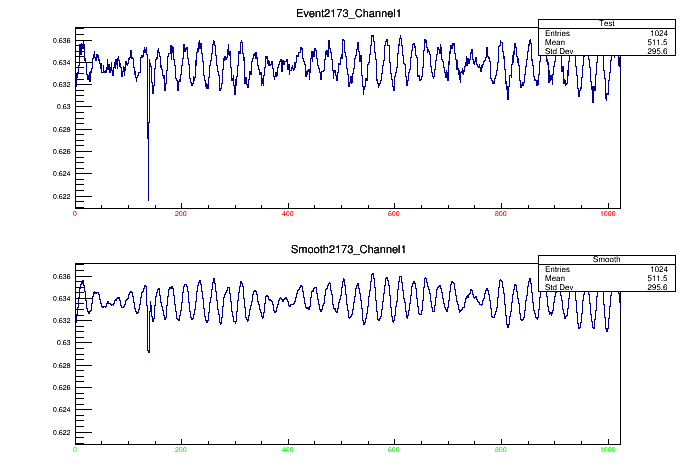 Event2173_Channel1
Test
Entries 1024
Mean 511.5
Std Dev 295.6
0.636
0.634
0.632
0.63
0.628
0.626
0.624
0.622
0 200 400 600 800 1000
Smooth2173_Channel1
Smooth
Entries 1024
Mean 511.5
Std Dev 295.6
0.636
0.634
0.632
0.63
0.628
0.626
0.624
0.622
0 200 400 600 800 1000